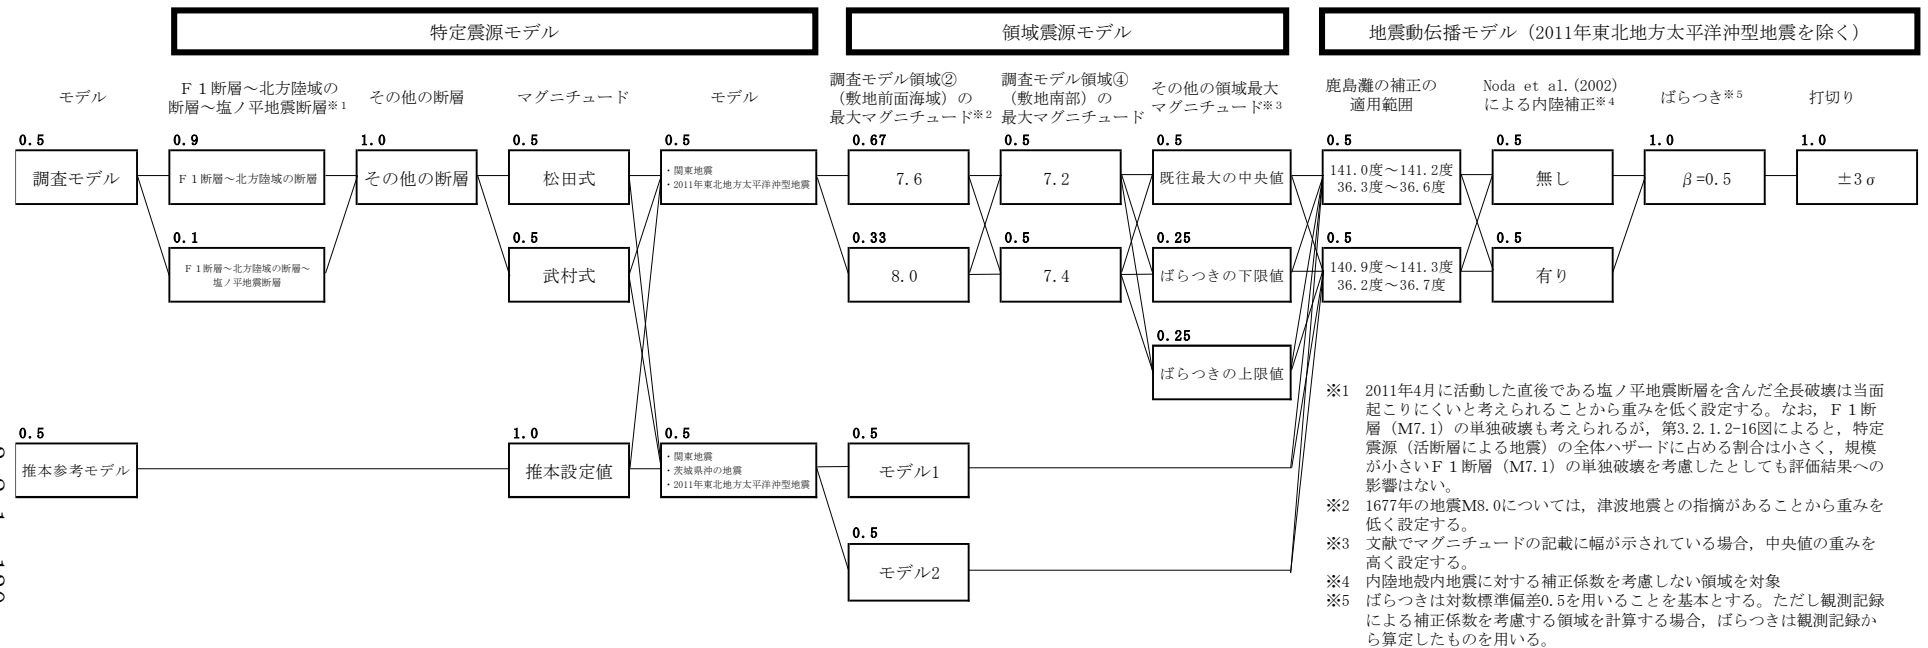 特定震源モデル
領域震源モデル
地震動伝播モデル（2011年東北地方太平洋沖型地震を除く）
モデル
Ｆ１断層～北方陸域の
断層～塩ノ平地震断層※1
その他の断層
マグニチュード
モデル
調査モデル領域②
（敷地前面海域）の
最大マグニチュード※2
調査モデル領域④
（敷地南部）の
最大マグニチュード
その他の領域最大
マグニチュード※3
鹿島灘の補正の
適用範囲
Noda et al.(2002)
による内陸補正※4
ばらつき※5
打切り
0.5
調査モデル
0.9
Ｆ１断層～北方陸域の断層
1.0
その他の断層
0.5
松田式
0.5
・関東地震
・2011年東北地方太平洋沖型地震
0.67
7.6
0.5
7.2
0.5
既往最大の中央値
0.5
141.0度～141.2度
36.3度～36.6度
0.5
無し
1.0
β=0.5
1.0
±3σ
0.1
Ｆ１断層～北方陸域の断層～
塩ノ平地震断層
0.5
武村式
0.33
8.0
0.5
7.4
0.25
ばらつきの下限値
0.5
140.9度～141.3度
36.2度～36.7度
0.5
有り
0.25
ばらつきの上限値
0.5
推本参考モデル
1.0
推本設定値
0.5
・関東地震
・茨城県沖の地震
・2011年東北地方太平洋沖型地震
0.5
モデル1
0.5
モデル2
※1 2011年4月に活動した直後である塩ノ平地震断層を含んだ全長破壊は当面
起こりにくいと考えられることから重みを低く設定する。なお，Ｆ１断
層（M7.1）の単独破壊も考えられるが，第3.2.1.2-16図によると，特定
震源（活断層による地震）の全体ハザードに占める割合は小さく，規模
が小さいＦ１断層（M7.1）の単独破壊を考慮したとしても評価結果への
影響はない。
※2 1677年の地震M8.0については，津波地震との指摘があることから重みを
低く設定する。
※3 文献でマグニチュードの記載に幅が示されている場合，中央値の重みを
高く設定する。
※4 内陸地殻内地震に対する補正係数を考慮しない領域を対象
※5 ばらつきは対数標準偏差0.5を用いることを基本とする。ただし観測記録
による補正係数を考慮する領域を計算する場合，ばらつきは観測記録か
ら算定したものを用いる。